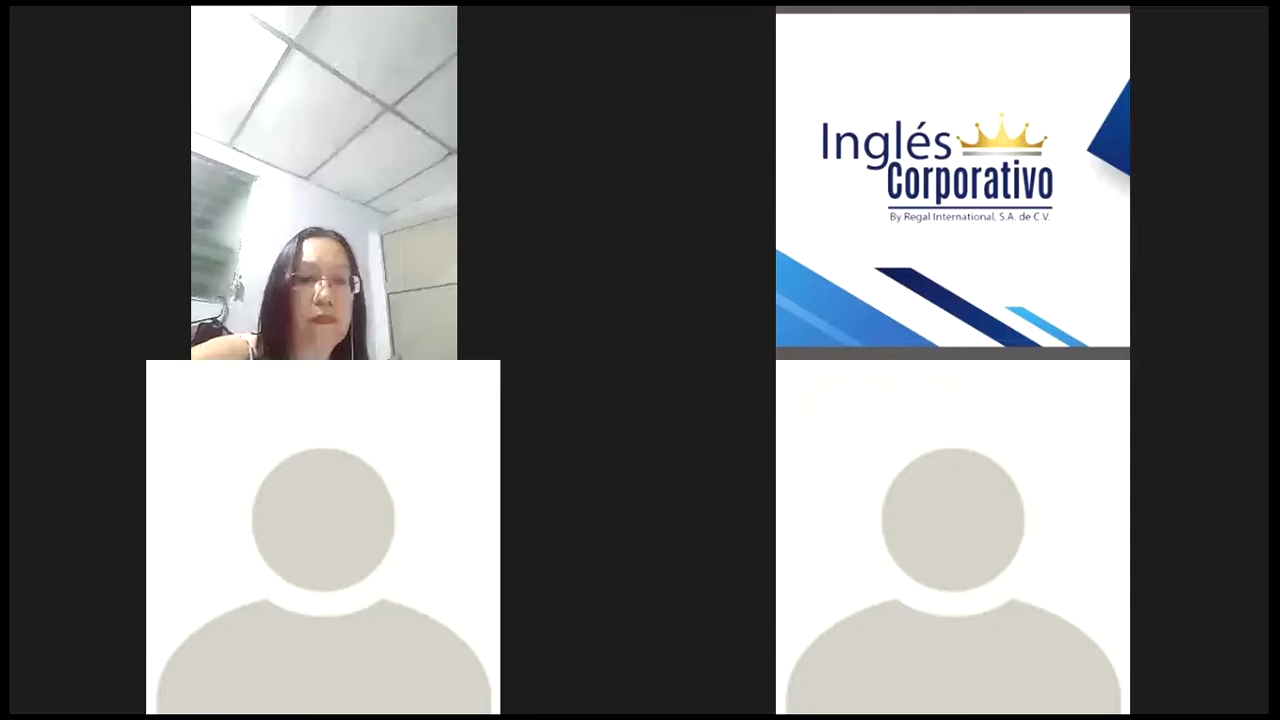 Inglés
Corporativo
By Regal International, S.A. de C.V.